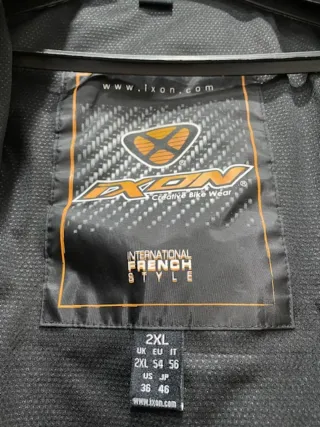 www.ixon.com
IXON
Creative Bike Wear
INTERNATIONAL
FRENCH
STYLE
2XL
UK EU IT
2XL 54 56
US JP
36 46
www.ixon.com